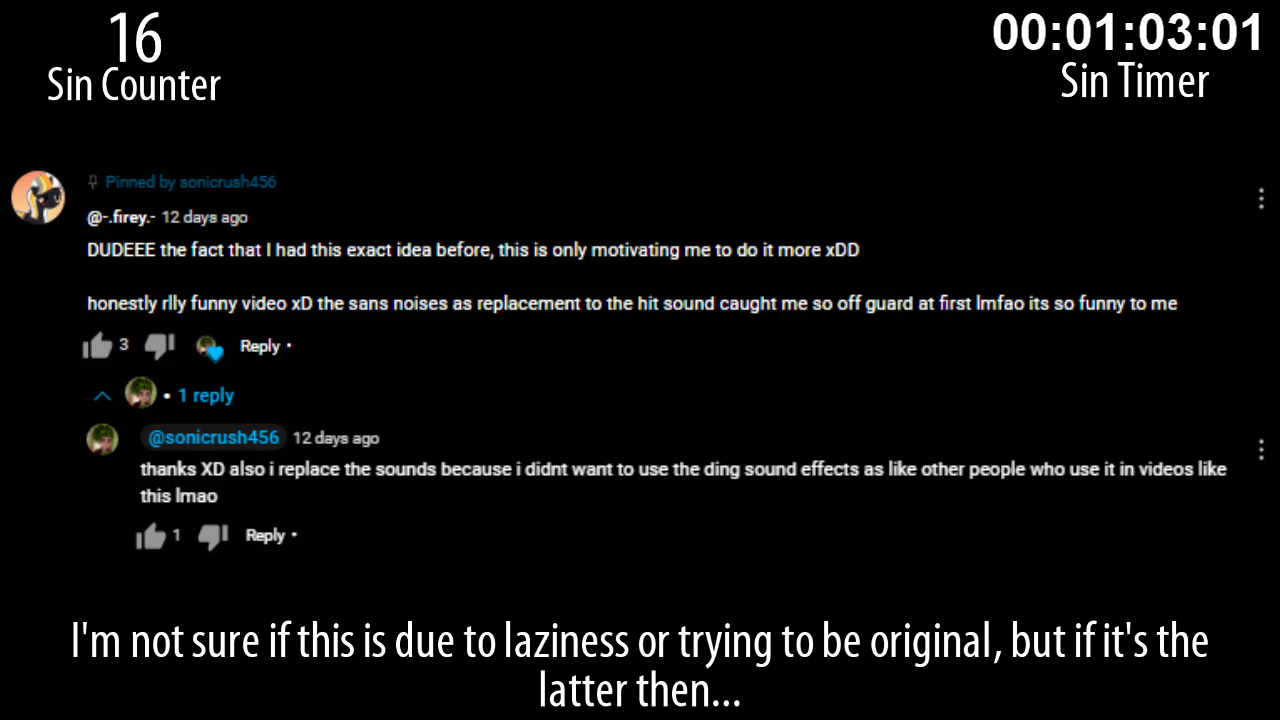 16
Sin Counter
00:01:03:01
Sin Timer
Pinned by sonicrush456
@-.firey.- 12 days ago
DUDEEE the fact that I had this exact idea before, this is only motivating me to do it more xDD
honestly rlly funny video xD the sans noises as replacement to the hit sound caught me so off guard at first lmfao its so funny to me
3 Reply •
• 1 reply
@sonicrush456 12 days ago
thanks XD also i replace the sounds because i didnt want to use the ding sound effects as like other people who use it in videos like
this lmao
1 Reply •
I'm not sure if this is due to laziness or trying to be original, but if it's the
latter then...